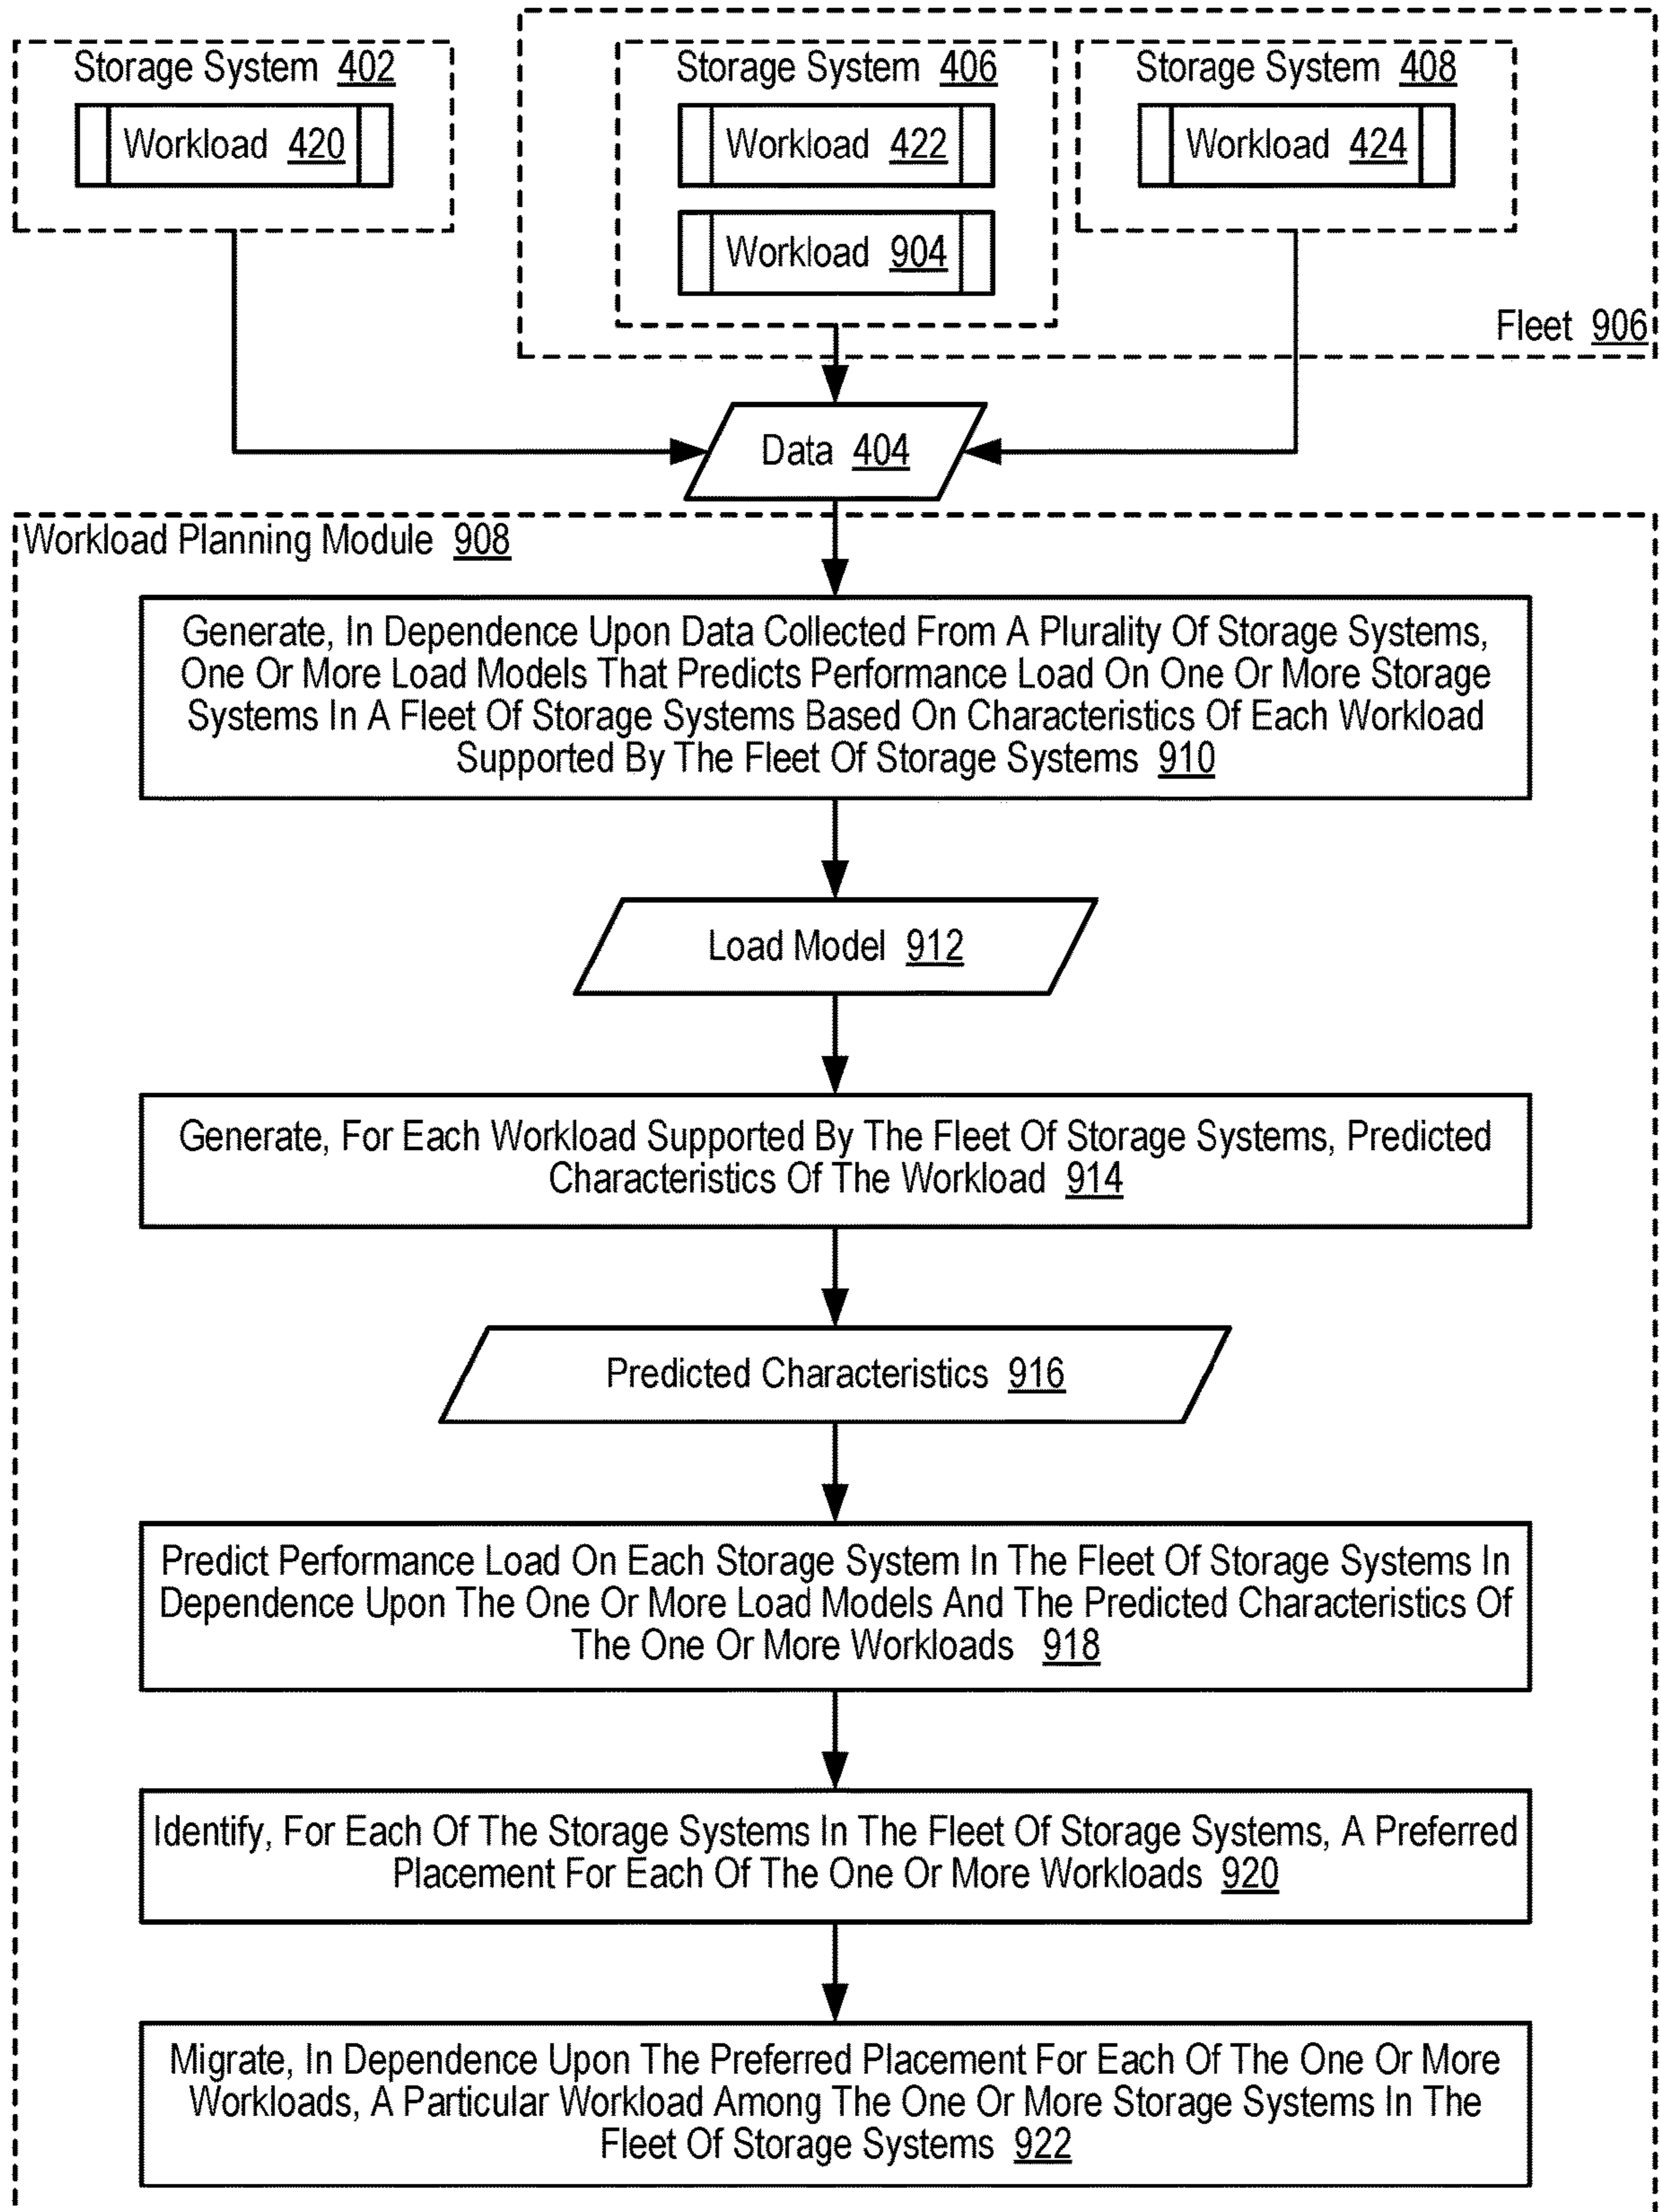 Storage System 402
Workload 420
Storage System 406
Workload 422
Workload 904
Storage System 408
Workload 424
Fleet 906
Data 404
Workload Planning Module 908
Generate, In Dependence Upon Data Collected From A Plurality Of Storage Systems,
One Or More Load Models That Predicts Performance Load On One Or More Storage
Systems In A Fleet Of Storage Systems Based On Characteristics Of Each Workload
Supported By The Fleet Of Storage Systems 910
Load Model 912
Generate, For Each Workload Supported By The Fleet Of Storage Systems, Predicted
Characteristics Of The Workload 914
Predicted Characteristics 916
Predict Performance Load On Each Storage System In The Fleet Of Storage Systems In
Dependence Upon The One Or More Load Models And The Predicted Characteristics Of
The One Or More Workloads 918
Identify, For Each Of The Storage Systems In The Fleet Of Storage Systems, A Preferred
Placement For Each Of The One Or More Workloads 920
Migrate, In Dependence Upon The Preferred Placement For Each Of The One Or More
Workloads, A Particular Workload Among The One Or More Storage Systems In The
Fleet Of Storage Systems 922